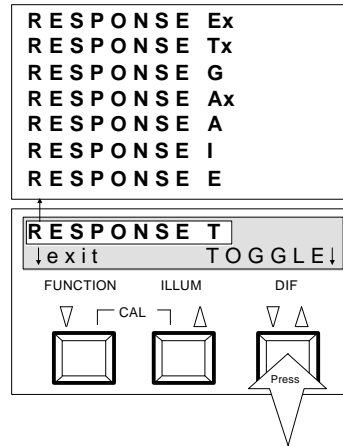 RESPONSE Ex
RESPONSE Tx
RESPONSE G
RESPONSE Ax
RESPONSE A
RESPONSE I
RESPONSE E
RESPONSE T
↓exit TOGGLE↓
FUNCTION ILLUM DIF
CAL
Press